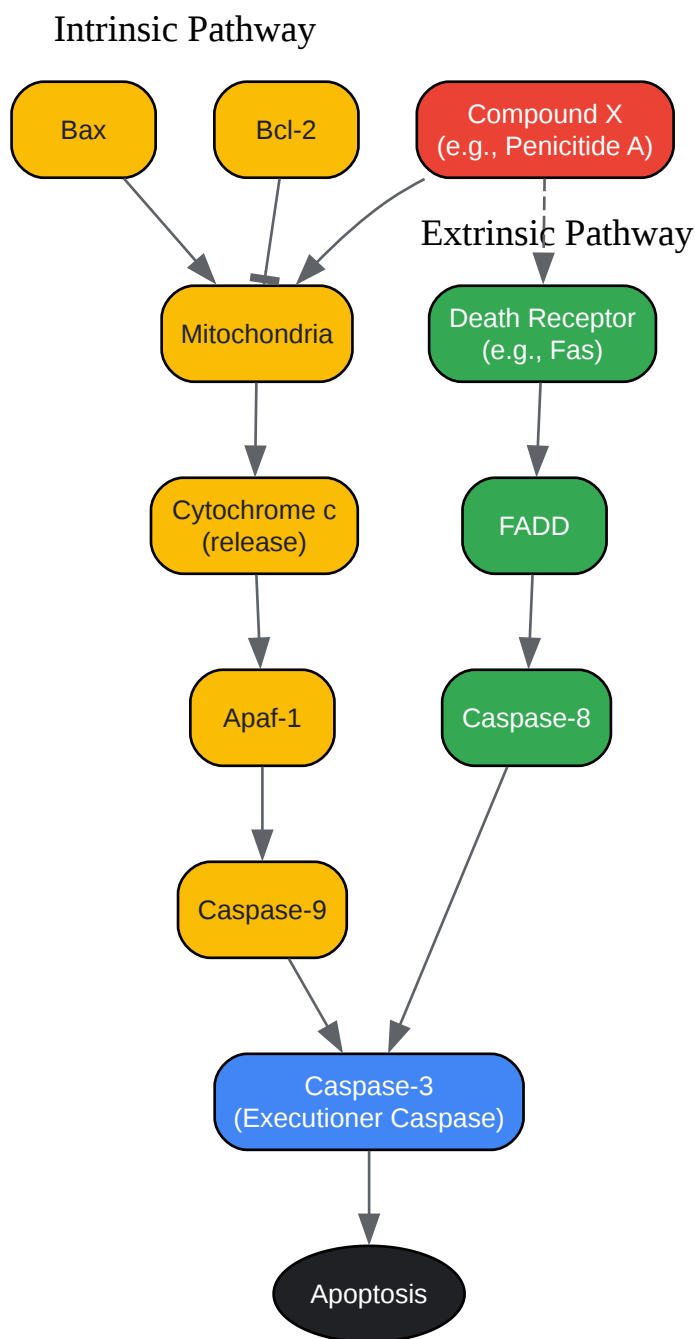 Intrinsic Pathway
Bax
Bcl-2
Compound X
(e.g., Penicitide A)
Extrinsic Pathway
Mitochondria
Death Receptor
(e.g., Fas)
Cytochrome c
(release)
FADD
Apaf-1
Caspase-8
Caspase-9
Caspase-3
(Executioner Caspase)
Apoptosis